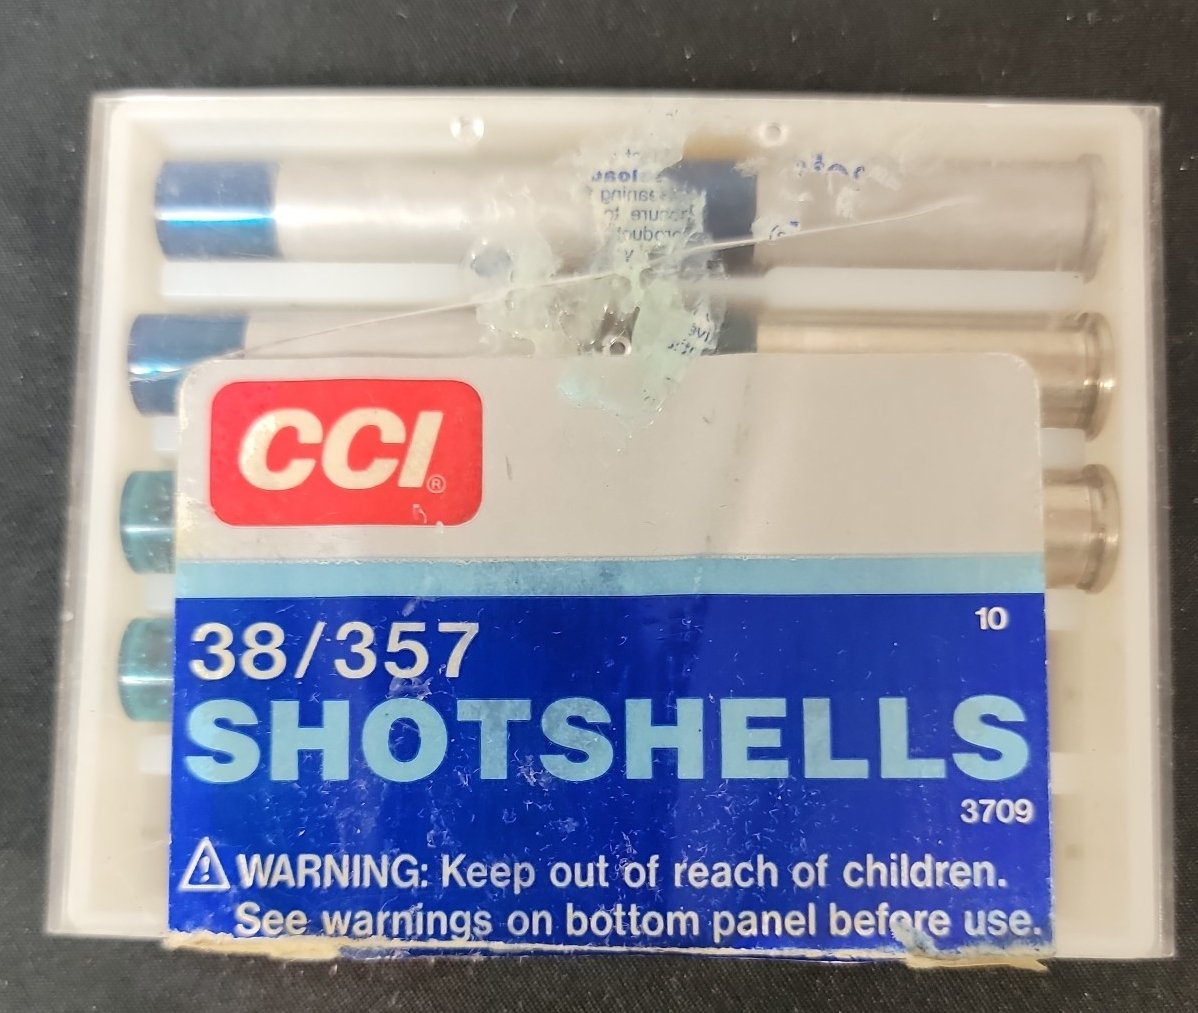 CCI®
10
38/357
SHOTSHELLS
3709
WARNING: Keep out of reach of children.
See warnings on bottom panel before use.